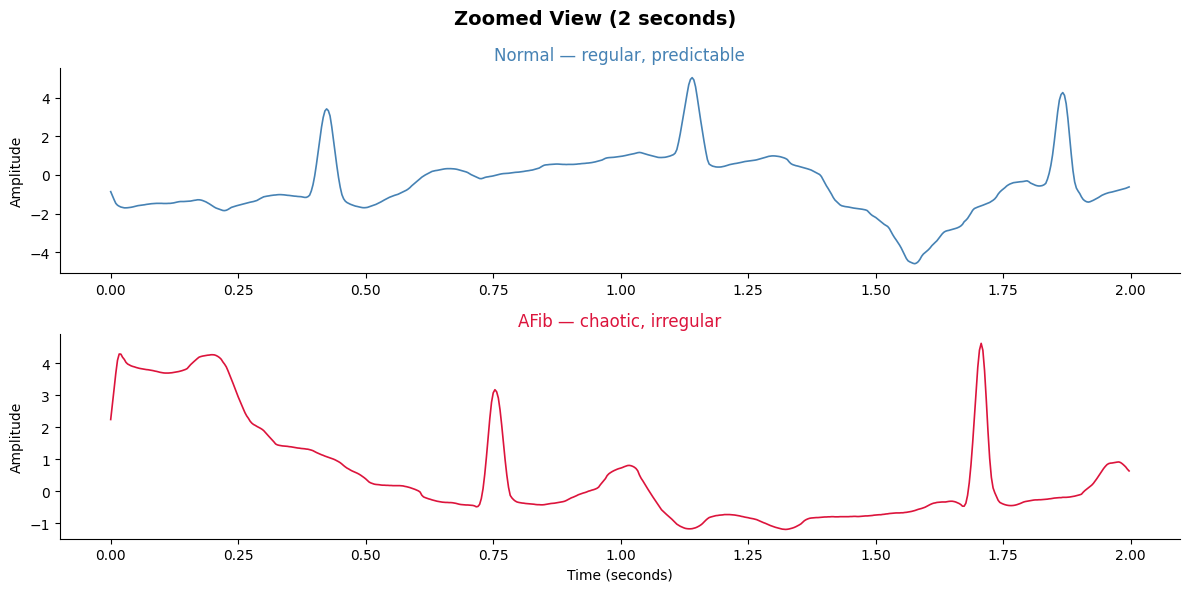 Zoomed View (2 seconds)
Normal — regular, predictable
Amplitude
4
2
0
−2
−4
0.00 0.25 0.50 0.75 1.00 1.25 1.50 1.75 2.00
AFib — chaotic, irregular
Amplitude
4
3
2
1
0
−1
0.00 0.25 0.50 0.75 1.00 1.25 1.50 1.75 2.00
Time (seconds)